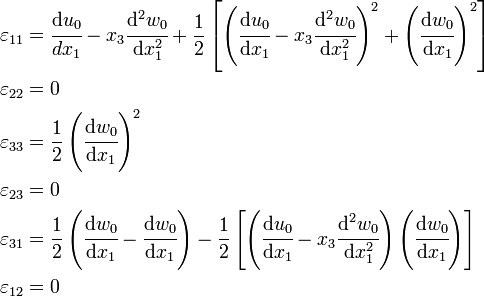 ε₁₁ = du₀/dx₁ − x₃ d²w₀/dx₁² + 1/2 [(du₀/dx₁ − x₃ d²w₀/dx₁²)² + (dw₀/dx₁)²]
ε₂₂ = 0
ε₃₃ = 1/2 (dw₀/dx₁)²
ε₂₃ = 0
ε₃₁ = 1/2 (dw₀/dx₁ − dw₀/dx₁) − 1/2 [(du₀/dx₁ − x₃ d²w₀/dx₁²) (dw₀/dx₁)]
ε₁₂ = 0